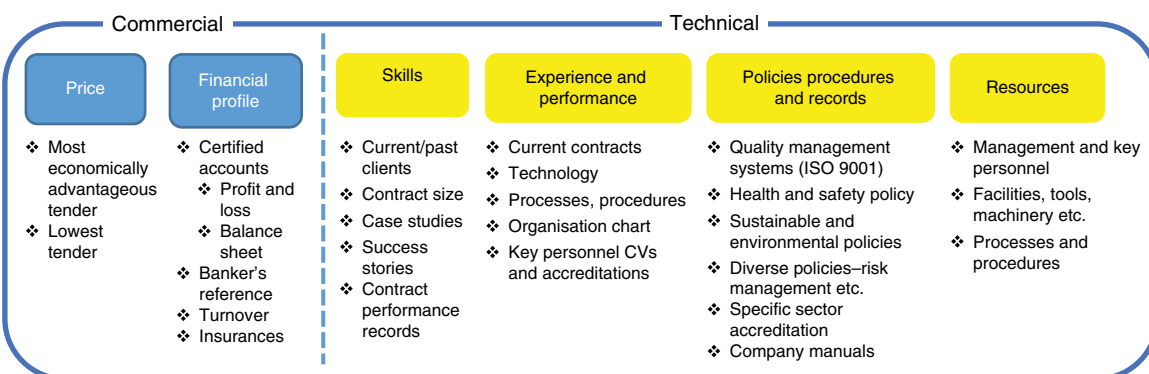 Commercial
Technical
Price
Financial
profile
Skills
Experience and
performance
Policies procedures
and records
Resources
❖ Most
economically
advantageous
tender
❖ Lowest
tender
❖ Certified
accounts
❖ Profit and
loss
❖ Balance
sheet
❖ Banker's
reference
❖ Turnover
❖ Insurances
❖ Current/past
clients
❖ Contract size
❖ Case studies
❖ Success
stories
❖ Contract
performance
records
❖ Current contracts
❖ Technology
❖ Processes, procedures
❖ Organisation chart
❖ Key personnel CVs
and accreditations
❖ Quality management
systems (ISO 9001)
❖ Health and safety policy
❖ Sustainable and
environmental policies
❖ Diverse policies–risk
management etc.
❖ Specific sector
accreditation
❖ Company manuals
❖ Management and key
personnel
❖ Facilities, tools,
machinery etc.
❖ Processes and
procedures